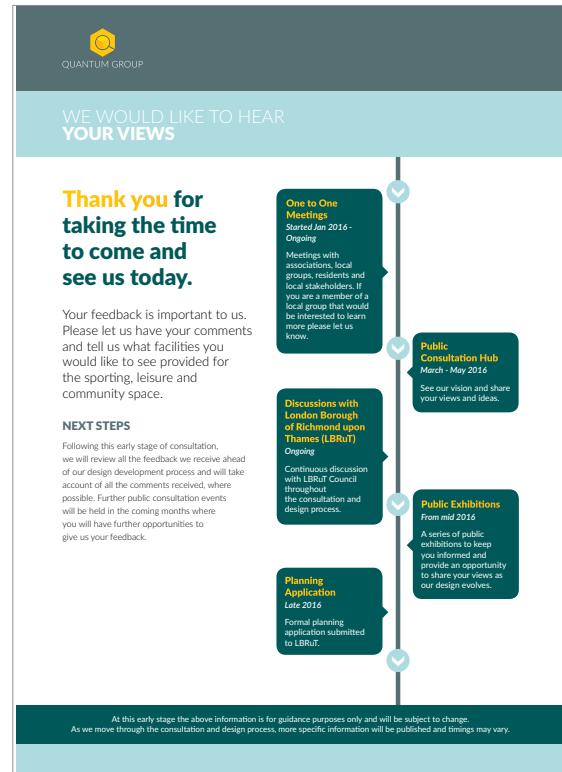 QUANTUM GROUP
WE WOULD LIKE TO HEAR
YOUR VIEWS
Thank you for
taking the time
to come and
see us today.
Your feedback is important to us.
Please let us have your comments
and tell us what facilities you
would like to see provided for
the sporting, leisure and
community space.
NEXT STEPS
Following this early stage of consultation,
we will review all the feedback we receive ahead
of our design development process and will take
account of all the comments received, where
possible. Further public consultation events
will be held in the coming months where
you will have further opportunities to
give us your feedback.
One to One
Meetings
Started Jan 2016 -
Ongoing
Meetings with
associations, local
groups, residents and
local stakeholders. If
you are a member of a
local group that would
be interested to learn
more please let us
know.
Public
Consultation Hub
March - May 2016
See our vision and share
your views and ideas.
Discussions with
London Borough
of Richmond upon
Thames (LBRuT)
Ongoing
Continuous discussion
with LBRuT Council
throughout
the consultation and
design process.
Public Exhibitions
From mid 2016
A series of public
exhibitions to keep
you informed and
provide an opportunity
to share your views as
our design evolves.
Planning
Application
Late 2016
Formal planning
application submitted
to LBRuT.
At this early stage the above information is for guidance purposes only and will be subject to change.
As we move through the consultation and design process, more specific information will be published and timings may vary.